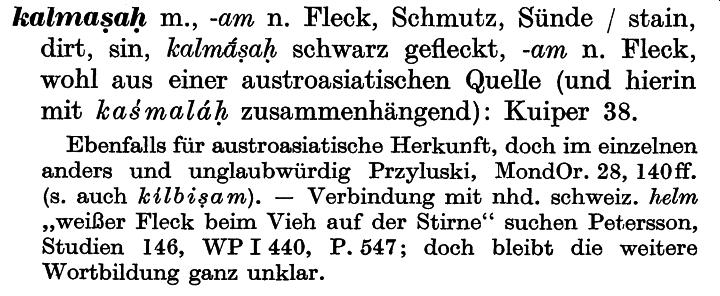 kalmaṣaḥ m., -am n. Fleck, Schmutz, Sünde / stain,
dirt, sin, kalmā́ṣaḥ schwarz gefleckt, -am n. Fleck,
wohl aus einer austroasiatischen Quelle (und hierin
mit kaśmaláḥ zusammenhängend): Kuiper 38.
Ebenfalls für austroasiatische Herkunft, doch im einzelnen
anders und unglaubwürdig Przyluski, MondOr. 28, 140ff.
(s. auch kilbiṣam). — Verbindung mit nhd. schweiz. helm
„weißer Fleck beim Vieh auf der Stirne“ suchen Petersson,
Studien 146, WP I 440, P. 547; doch bleibt die weitere
Wortbildung ganz unklar.